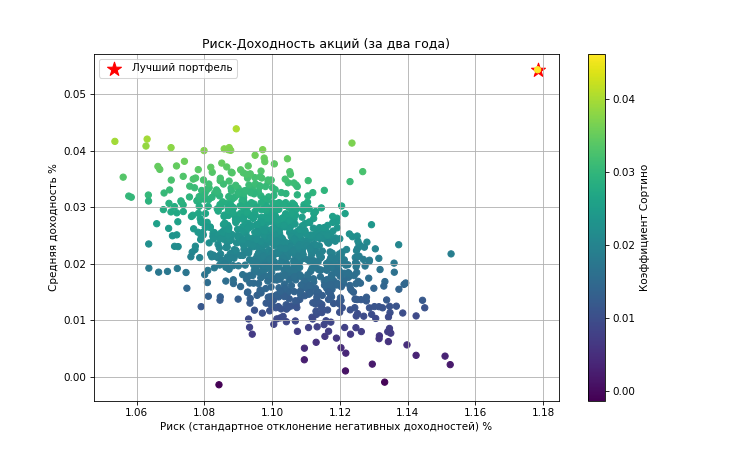 Риск-Доходность акций (за два года)
Лучший портфель
Средняя доходность %
0.05
0.04
0.03
0.02
0.01
0.00
1.06 1.08 1.10 1.12 1.14 1.16 1.18
Риск (стандартное отклонение негативных доходностей) %
0.04
0.03
0.02
0.01
0.00
Коэффициент Сортино